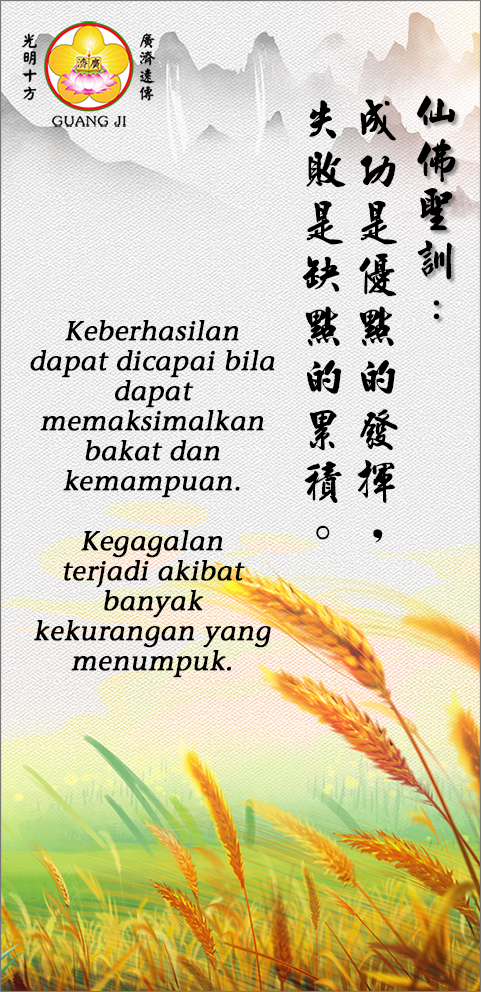 光明十方
廣濟
廣濟遠傳
GUANG JI
仙佛聖訓：
成功是優點的發揮，
失敗是缺點的累積。
Keberhasilan
dapat dicapai bila
dapat
memaksimalkan
bakat dan
kemampuan.
Kegagalan
terjadi akibat
banyak
kekurangan yang
menumpuk.